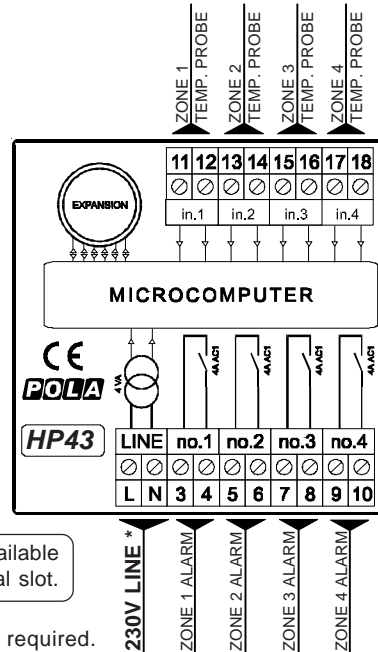 ZONE 1
TEMP. PROBE
ZONE 2
TEMP. PROBE
ZONE 3
TEMP. PROBE
ZONE 4
TEMP. PROBE
11 12 13 14 15 16 17 18
in.1 in.2 in.3 in.4
EXPANSION
MICROCOMPUTER
CE
POLA
4 VA
4A AC1
4A AC1
4A AC1
4A AC1
HP43
LINE no.1 no.2 no.3 no.4
L N 3 4 5 6 7 8 9 10
230V LINE *
ZONE 1 ALARM
ZONE 2 ALARM
ZONE 3 ALARM
ZONE 4 ALARM
ailable
al slot.
required.